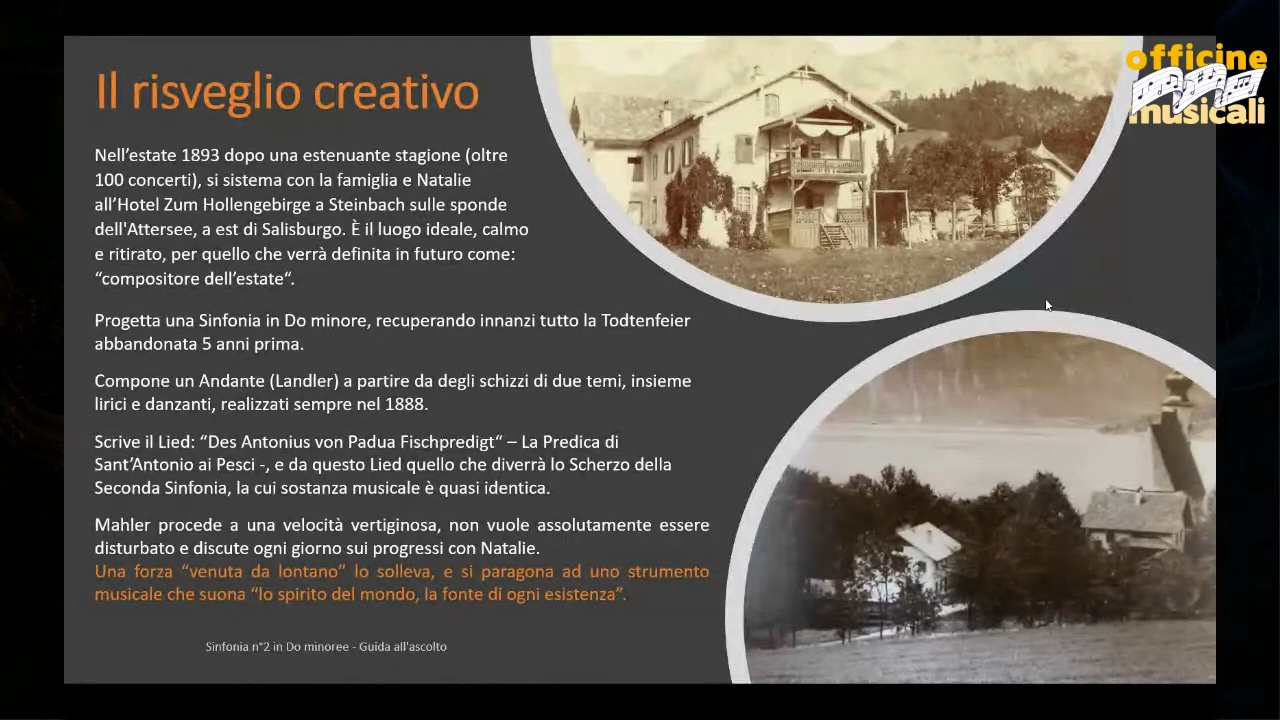 officine
musicali
Il risveglio creativo
Nell’estate 1893 dopo una estenuante stagione (oltre
100 concerti), si sistema con la famiglia e Natalie
all’Hotel Zum Hollengebirge a Steinbach sulle sponde
dell'Attersee, a est di Salisburgo. È il luogo ideale, calmo
e ritirato, per quello che verrà definita in futuro come:
“compositore dell’estate“.
Progetta una Sinfonia in Do minore, recuperando innanzi tutto la Todtenfeier
abbandonata 5 anni prima.
Compone un Andante (Landler) a partire da degli schizzi di due temi, insieme
lirici e danzanti, realizzati sempre nel 1888.
Scrive il Lied: “Des Antonius von Padua Fischpredigt“ – La Predica di
Sant’Antonio ai Pesci -, e da questo Lied quello che diverrà lo Scherzo della
Seconda Sinfonia, la cui sostanza musicale è quasi identica.
Mahler procede a una velocità vertiginosa, non vuole assolutamente essere
disturbato e discute ogni giorno sui progressi con Natalie.
Una forza “venuta da lontano” lo solleva, e si paragona ad uno strumento
musicale che suona “lo spirito del mondo, la fonte di ogni esistenza”.
Sinfonia n°2 in Do minoree - Guida all'ascolto